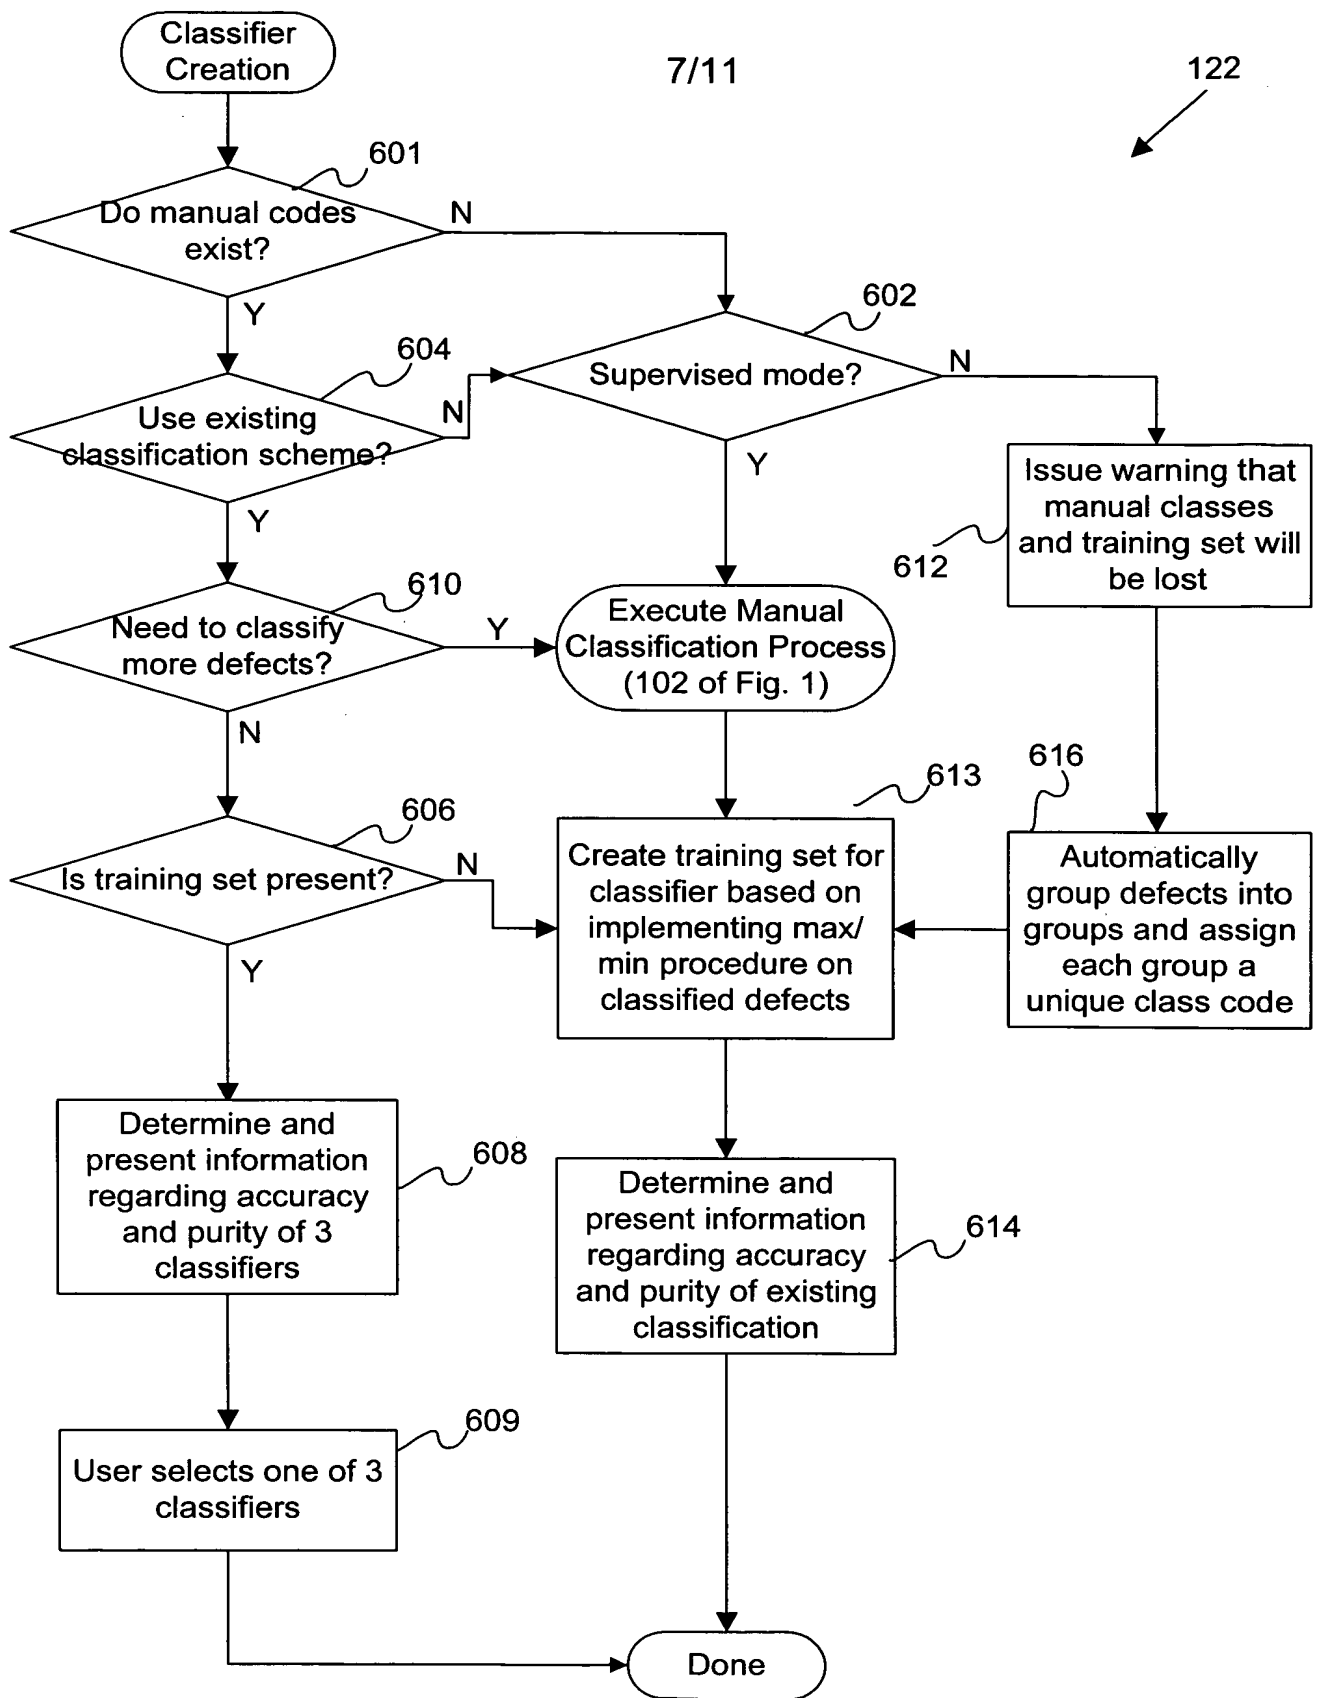 Classifier
Creation
7/11
122
601
Do manual codes
exist?
N
Y
602
Supervised mode?
N
Y
604
Use existing
classification scheme?
N
Y
Issue warning that
manual classes
and training set will
be lost
612
610
Need to classify
more defects?
Y
N
Execute Manual
Classification Process
(102 of Fig. 1)
613
616
606
Is training set present?
N
Y
Create training set for
classifier based on
implementing max/
min procedure on
classified defects
Automatically
group defects into
groups and assign
each group a
unique class code
Determine and
present information
regarding accuracy
and purity of 3
classifiers
608
Determine and
present information
regarding accuracy
and purity of existing
classification
614
609
User selects one of 3
classifiers
Done